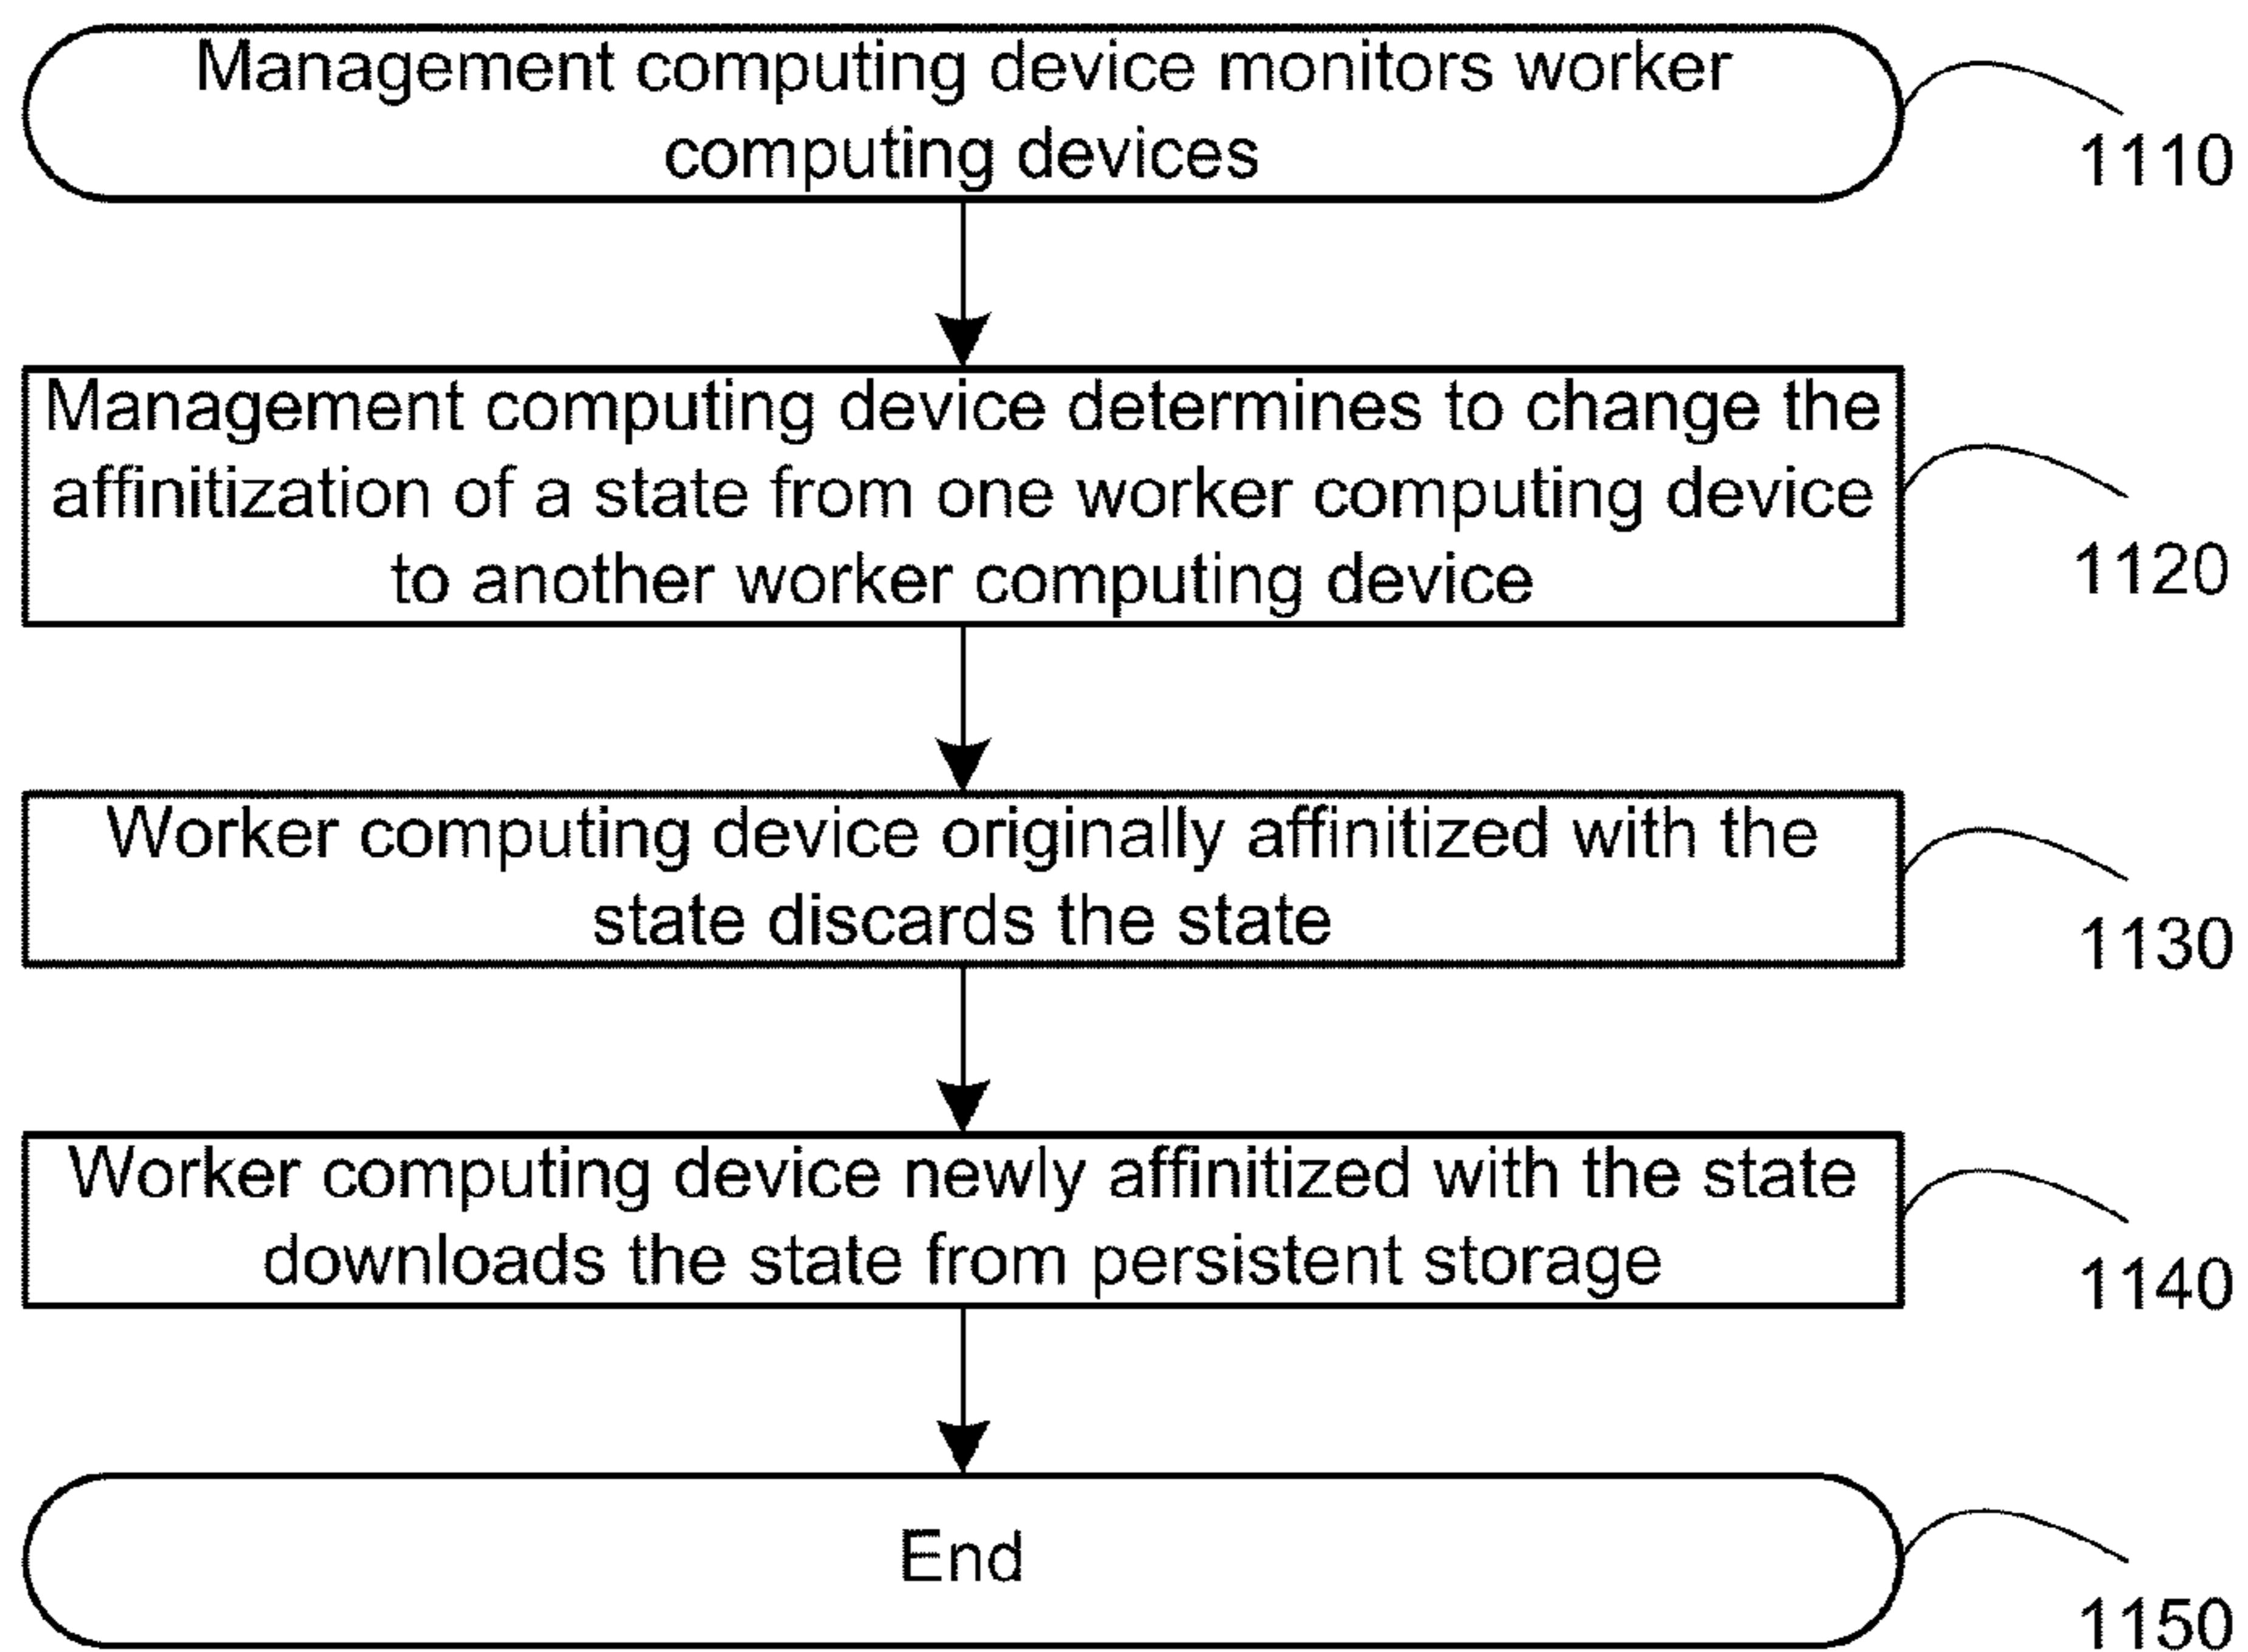 Management computing device monitors worker
computing devices
1110
Management computing device determines to change the
affinitization of a state from one worker computing device
to another worker computing device
1120
Worker computing device originally affinitized with the
state discards the state
1130
Worker computing device newly affinitized with the state
downloads the state from persistent storage
1140
End
1150